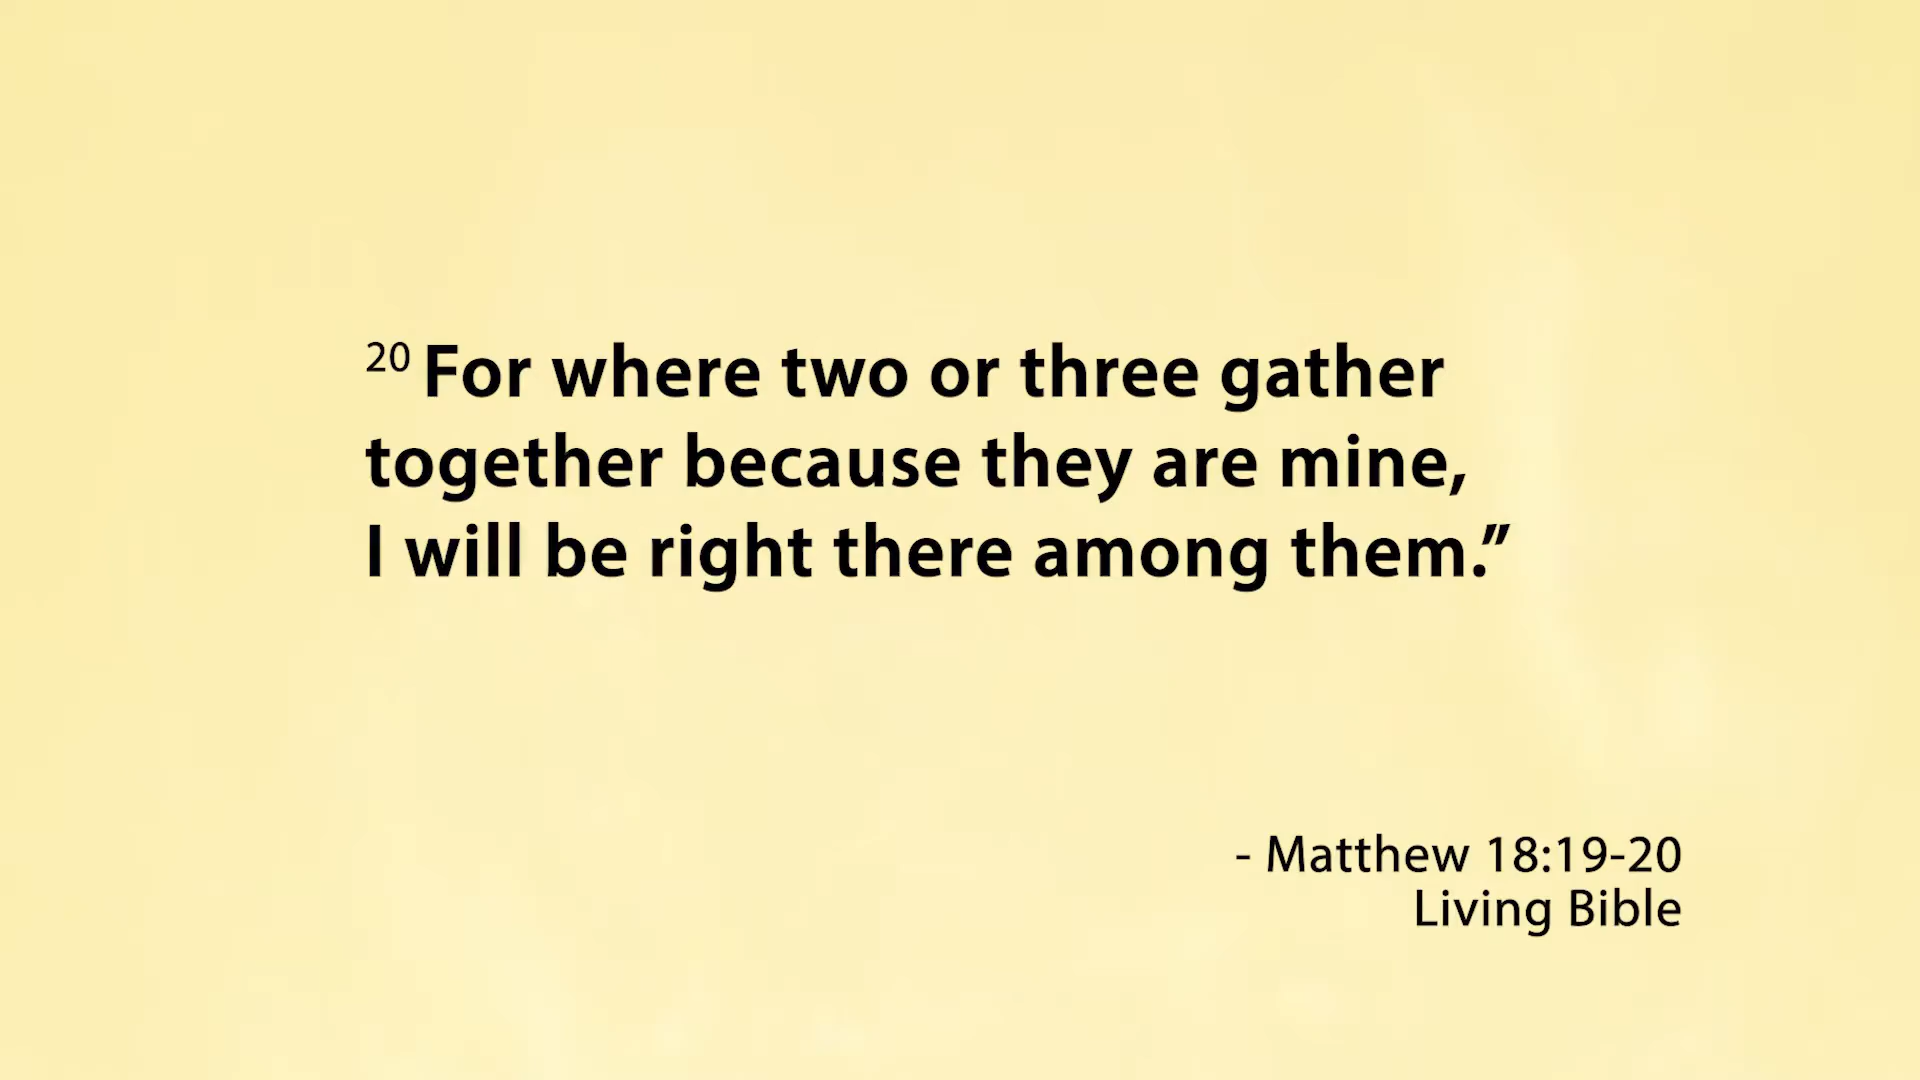 20 For where two or three gather
together because they are mine,
I will be right there among them.”
- Matthew 18:19-20
Living Bible